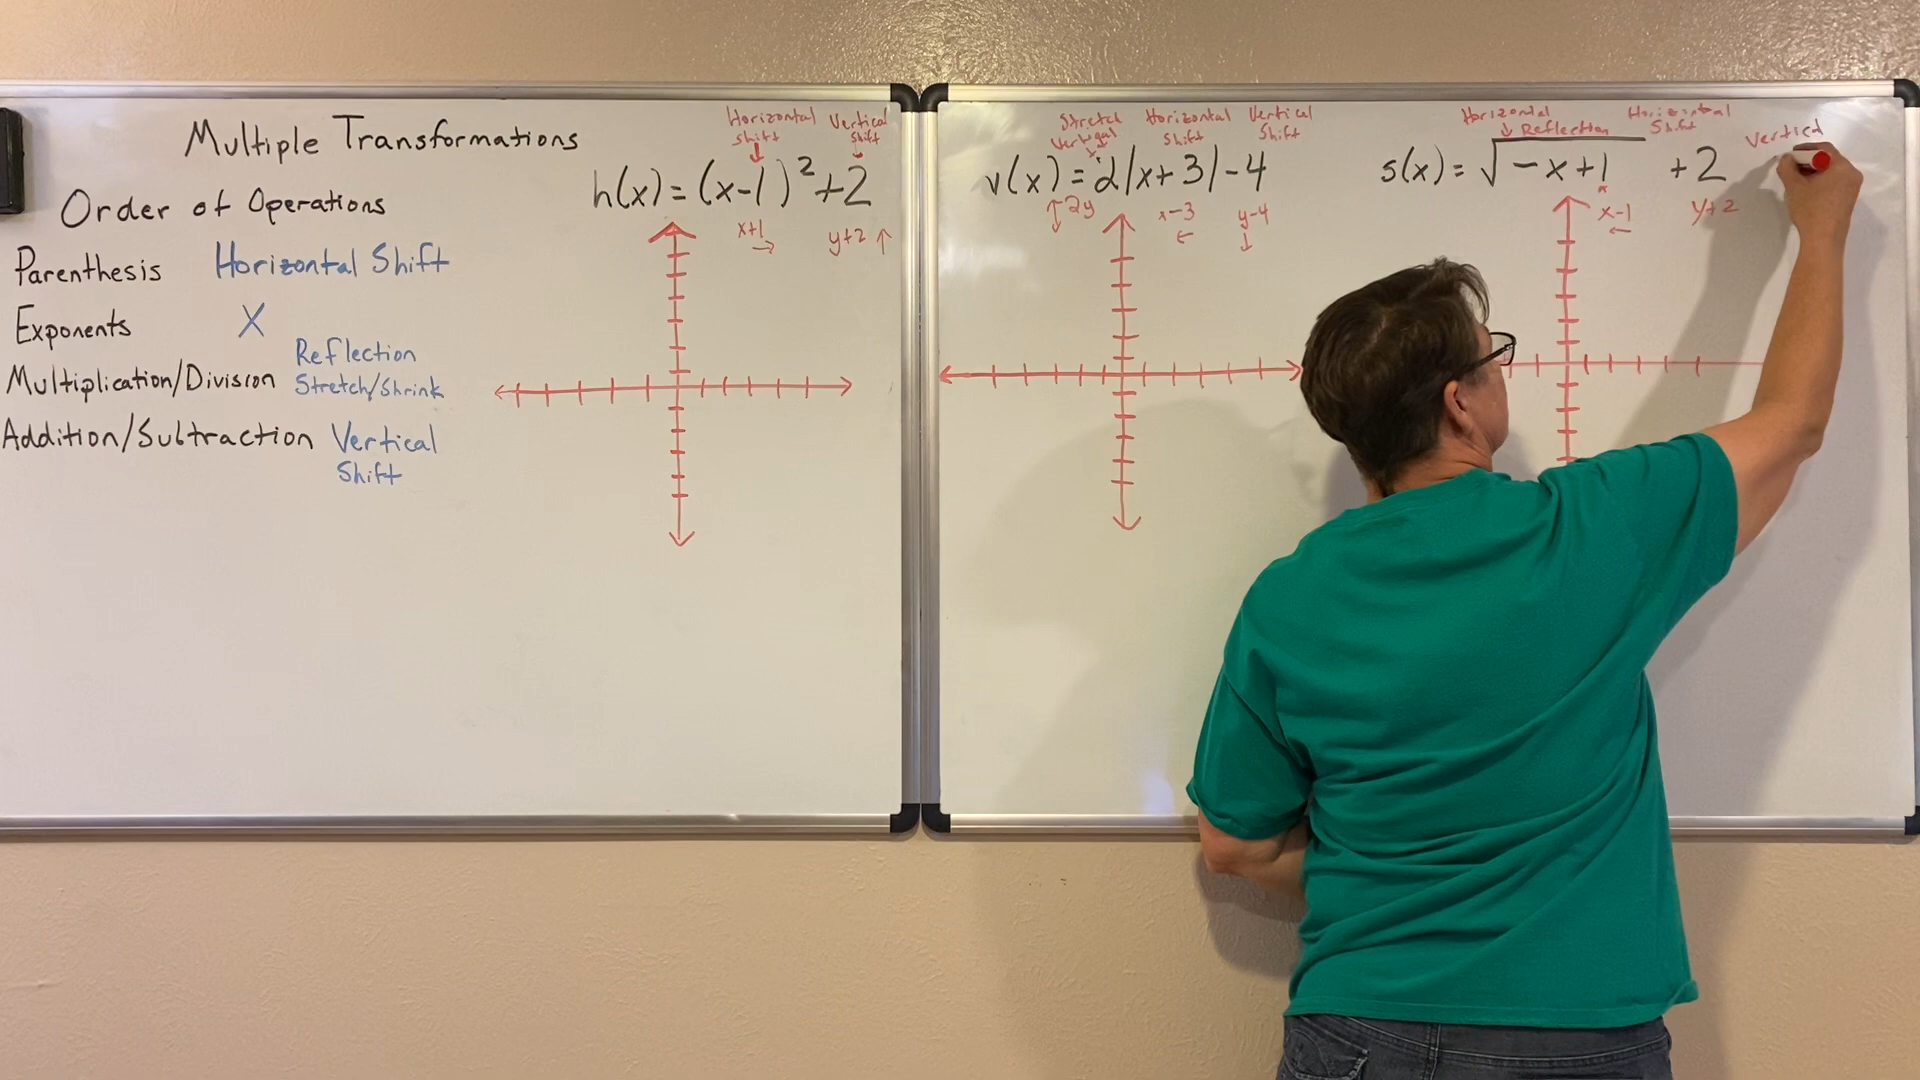 Multiple Transformations
Order of Operations
Parenthesis Horizontal Shift
Exponents X
Multiplication/Division Reflection
Stretch/Shrink
Addition/Subtraction Vertical
Shift
Horizontal Vertical
Shift Shift
h(x) = (x-1)²+2
x+1 → y+2 ↑
Stretch Horizontal Vertical
Vertical Shift Shift
v(x) = 2|x+3|-4
↕2y x-3 y-4
← ↓
Horizontal Horizontal
↓ Reflection Shift Vertical
s(x) = √-x+1 +2
x-1 y+2
←